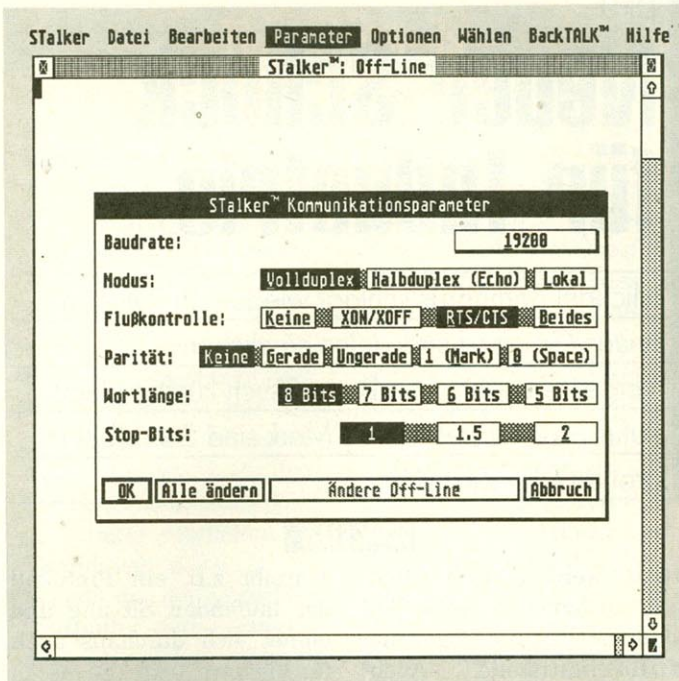 STalker Datei Bearbeiten Parameter Optionen Wählen BackTALK™ Hilfe
STalker™: Off-Line
STalker™ Kommunikationsparameter
Baudrate: 19200
Modus: Vollduplex Halbduplex (Echo) Lokal
Flußkontrolle: Keine XON/XOFF RTS/CTS Beides
Parität: Keine Gerade Ungerade 1 (Mark) 0 (Space)
Wortlänge: 8 Bits 7 Bits 6 Bits 5 Bits
Stop-Bits: 1 1.5 2
OK Alle ändern Ändere Off-Line Abbruch